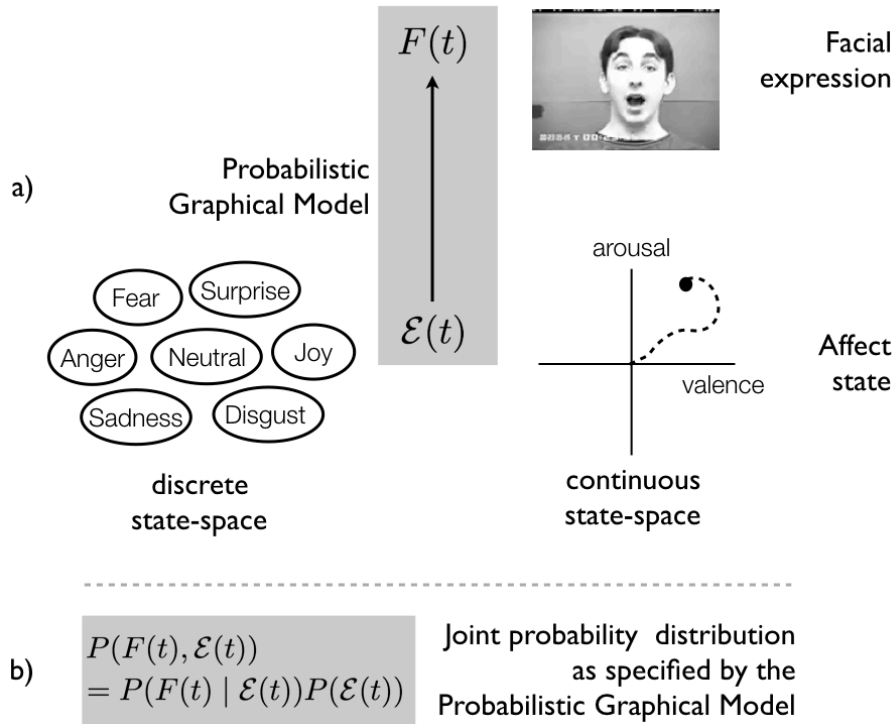 a)
F(t)
Facial
expression
Probabilistic
Graphical Model
ℰ(t)
Fear
Surprise
Anger
Neutral
Joy
Sadness
Disgust
discrete
state-space
arousal
valence
Affect
state
continuous
state-space
b)
P(F(t), ℰ(t))
= P(F(t) | ℰ(t))P(ℰ(t))
Joint probability distribution
as specified by the
Probabilistic Graphical Model